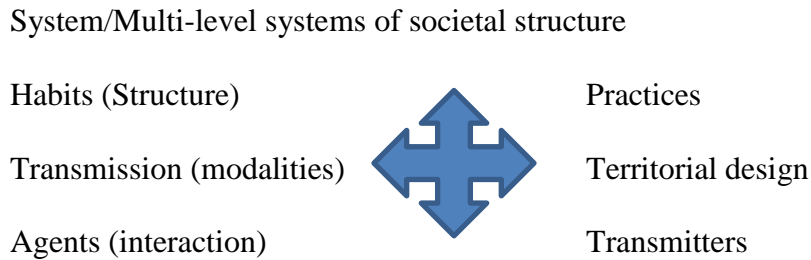 System/Multi-level systems of societal structure
Habits (Structure) Practices
Transmission (modalities) Territorial design
Agents (interaction) Transmitters